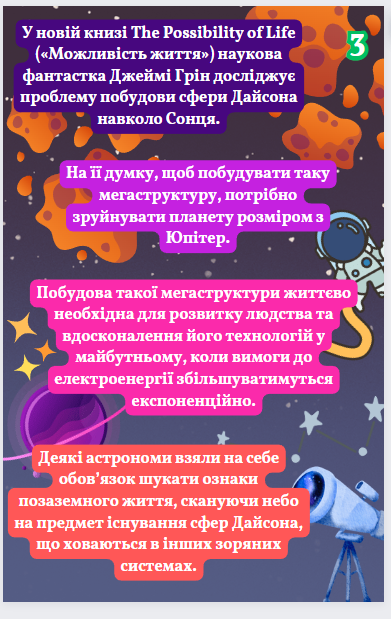 У новій книзі The Possibility of Life
(«Можливість життя») наукова
фантастка Джеймі Грін досліджує
проблему побудови сфери Дайсона
навколо Сонця.
3
На її думку, щоб побудувати таку
мегаструктуру, потрібно
зруйнувати планету розміром з
Юпітер.
Побудова такої мегаструктури життєво
необхідна для розвитку людства та
вдосконалення його технологій у
майбутньому, коли вимоги до
електроенергії збільшуватимуться
експоненційно.
Деякі астрономи взяли на себе
обов’язок шукати ознаки
позаземного життя, скануючи небо
на предмет існування сфер Дайсона,
що ховаються в інших зоряних
системах.